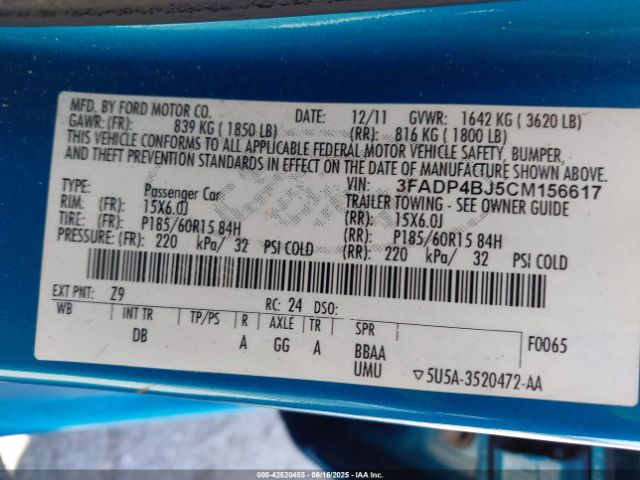 MFD. BY FORD MOTOR CO. DATE: 12/11 GVWR: 1642 KG ( 3620 LB)
GAWR: (FR): 839 KG ( 1850 LB) (RR): 816 KG ( 1800 LB)
THIS VEHICLE CONFORMS TO ALL APPLICABLE FEDERAL MOTOR VEHICLE SAFETY, BUMPER,
AND THEFT PREVENTION STANDARDS IN EFFECT ON THE DATE OF MANUFACTURE SHOWN ABOVE.
VIN: 3FADP4BJ5CM156617
TYPE: Passenger Car TRAILER TOWING - SEE OWNER GUIDE
RIM: (FR): 15X6.0J (RR): 15X6.0J
TIRE: (FR): P185/60R15 84H (RR): P185/60R15 84H
PRESSURE: (FR): 220 kPa/ 32 PSI COLD (RR): 220 kPa/ 32 PSI COLD
EXT PNT: Z9 RC: 24 DSO:
WB INT TR TP/PS R AXLE TR SPR F0065
DB A GG A BBAA
UMU ▽5U5A-3520472-AA
000-42520455 - 06/16/2025 - IAAI.com